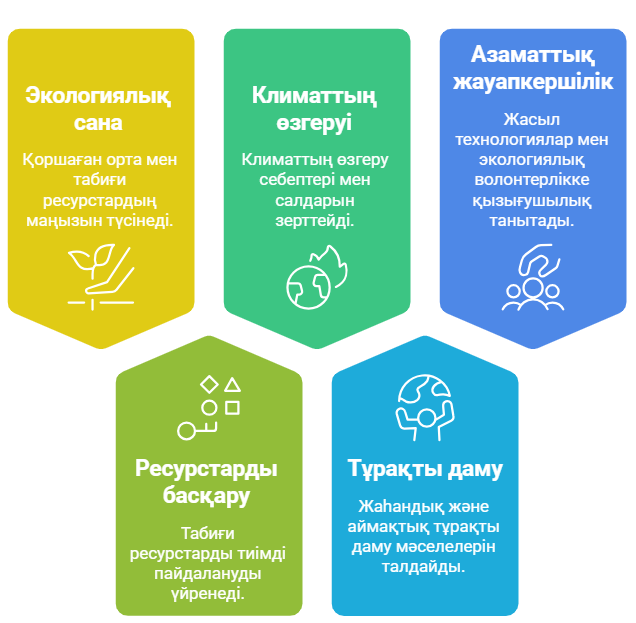 Экологиялық
сана
Қоршаған орта мен
табиғи
ресурстардың
маңызын түсінеді.
Климаттың
өзгеруі
Климаттың өзгеру
себептері мен
салдарын
зерттейді.
Азаматтық
жауапкершілік
Жасыл
технологиялар мен
экологиялық
волонтерлікке
қызығушылық
танытады.
Ресурстарды
басқару
Табиғи
ресурстарды тиімді
пайдалануды
үйренеді.
Тұрақты даму
Жаһандық және
аймақтық тұрақты
даму мәселелерін
талдайды.